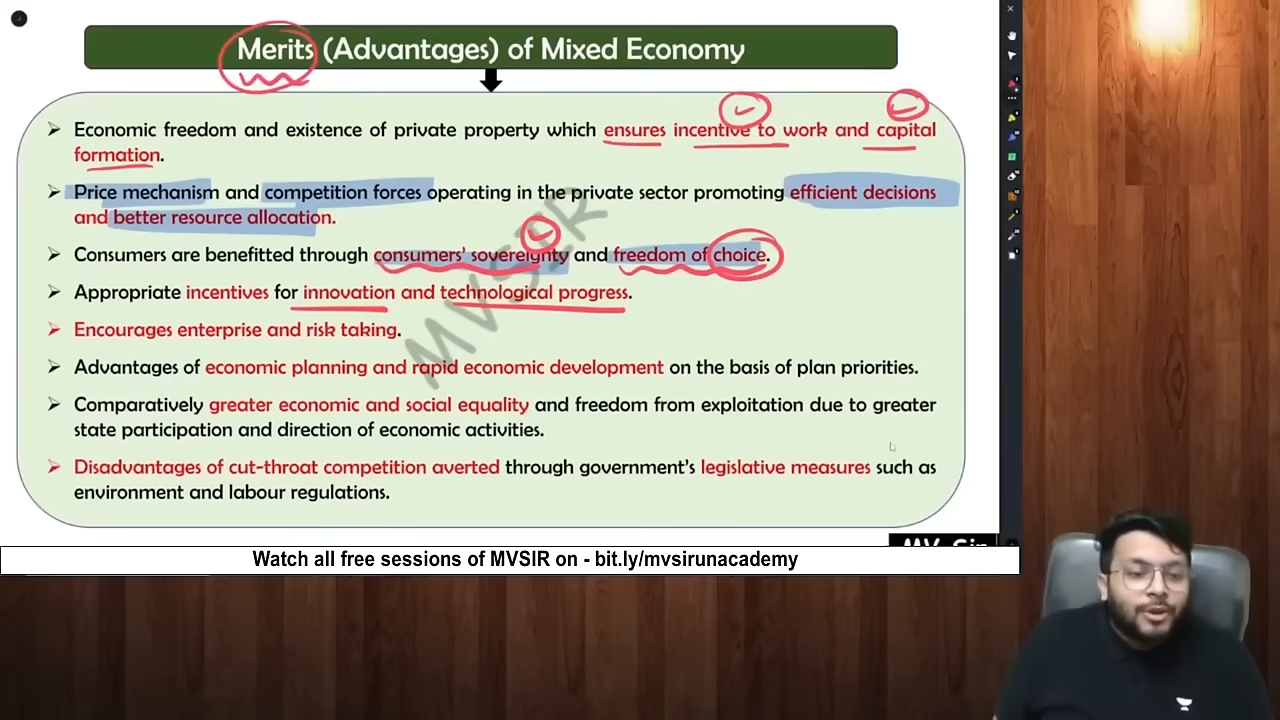 Merits (Advantages) of Mixed Economy
➢ Economic freedom and existence of private property which ensures incentive to work and capital
formation.
➢ Price mechanism and competition forces operating in the private sector promoting efficient decisions
and better resource allocation.
➢ Consumers are benefitted through consumers' sovereignty and freedom of choice.
➢ Appropriate incentives for innovation and technological progress.
➢ Encourages enterprise and risk taking.
➢ Advantages of economic planning and rapid economic development on the basis of plan priorities.
➢ Comparatively greater economic and social equality and freedom from exploitation due to greater
state participation and direction of economic activities.
➢ Disadvantages of cut-throat competition averted through government's legislative measures such as
environment and labour regulations.
MVSIR
MV Sir
Watch all free sessions of MVSIR on - bit.ly/mvsirunacademy